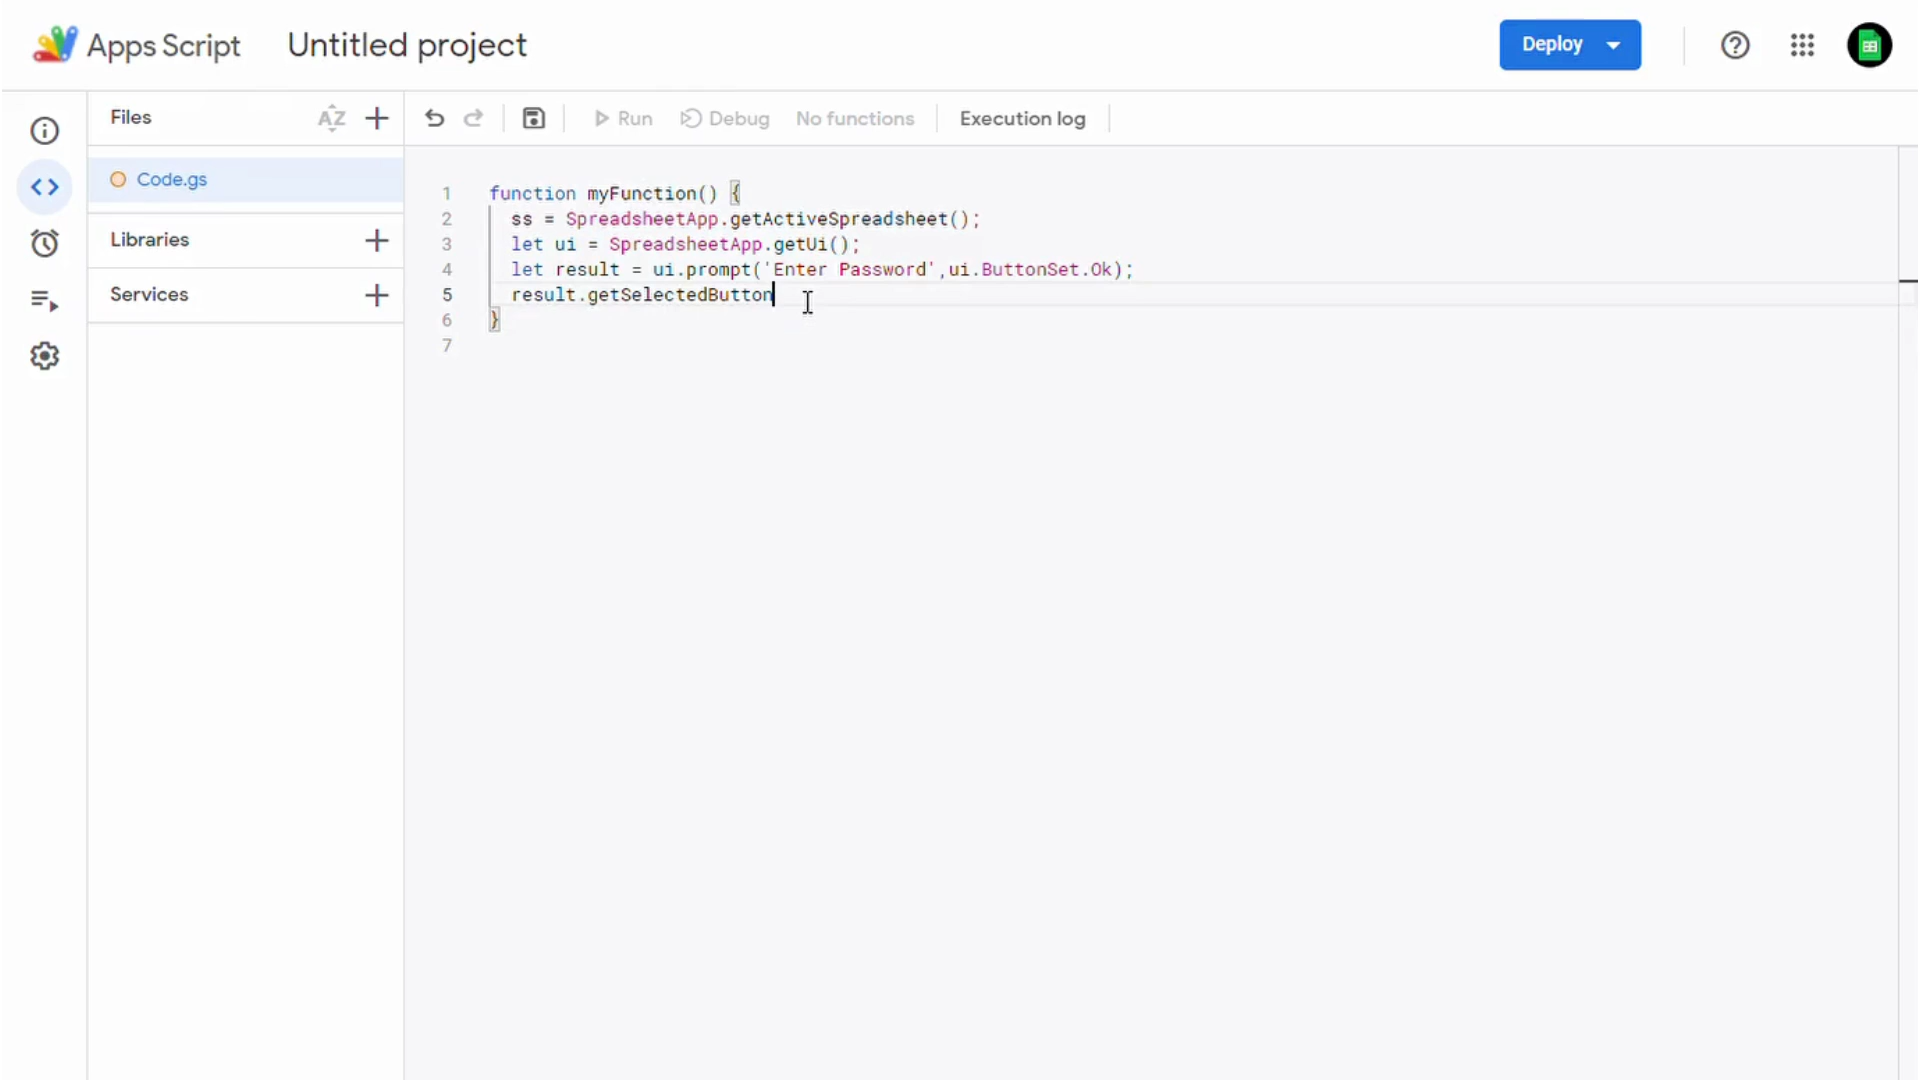 Apps Script Untitled project Deploy
Files AZ Run Debug No functions Execution log
Code.gs
Libraries
Services
1 function myFunction() {
2 ss = SpreadsheetApp.getActiveSpreadsheet();
3 let ui = SpreadsheetApp.getUi();
4 let result = ui.prompt('Enter Password',ui.ButtonSet.Ok);
5 result.getSelectedButton
6 }
7